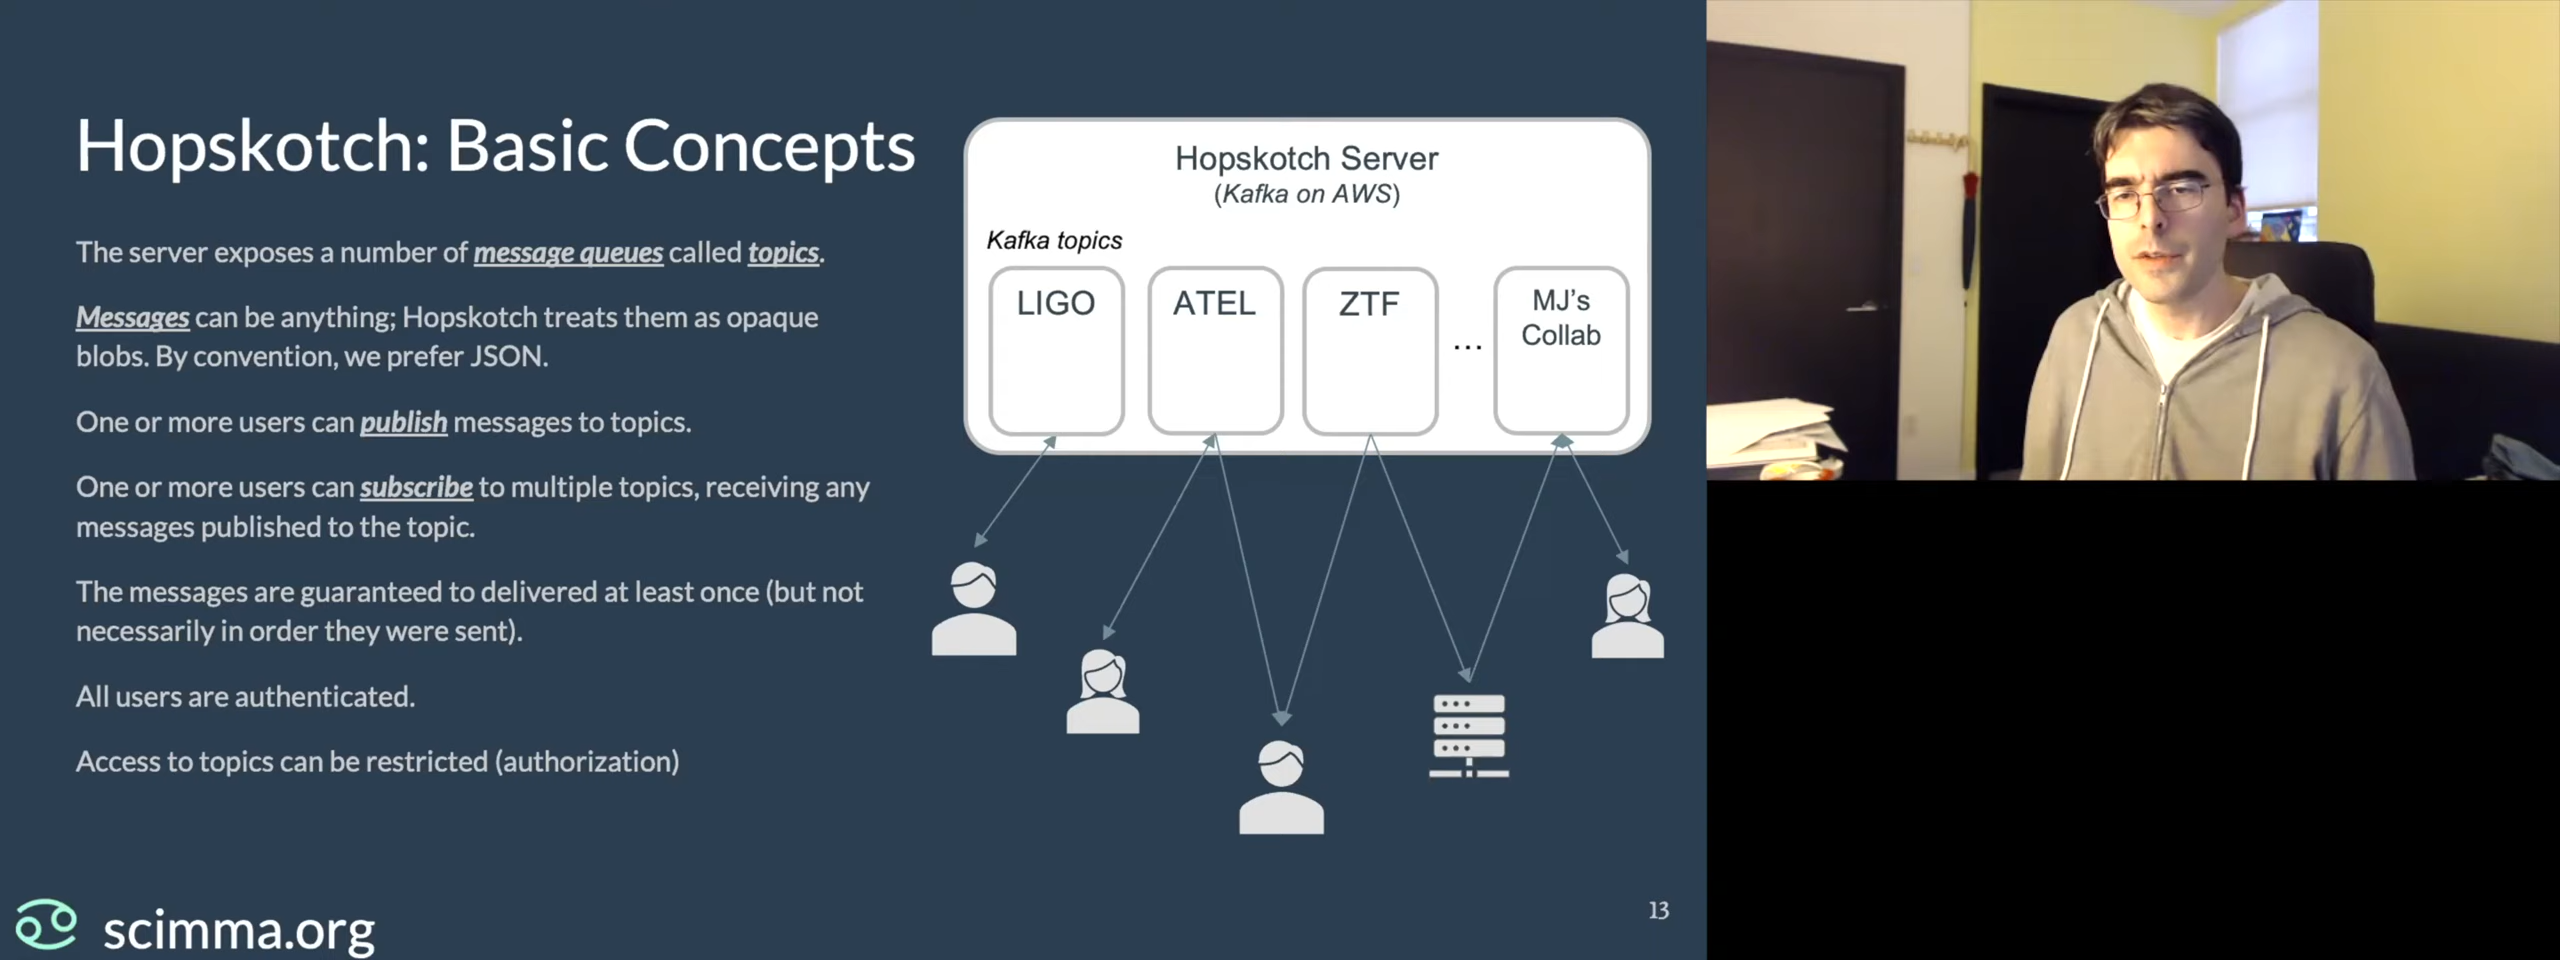 Hopskotch: Basic Concepts
The server exposes a number of message queues called topics.
Messages can be anything; Hopskotch treats them as opaque
blobs. By convention, we prefer JSON.
One or more users can publish messages to topics.
One or more users can subscribe to multiple topics, receiving any
messages published to the topic.
The messages are guaranteed to delivered at least once (but not
necessarily in order they were sent).
All users are authenticated.
Access to topics can be restricted (authorization)
Hopskotch Server
(Kafka on AWS)
Kafka topics
LIGO
ATEL
ZTF
...
MJ's
Collab
scimma.org
13